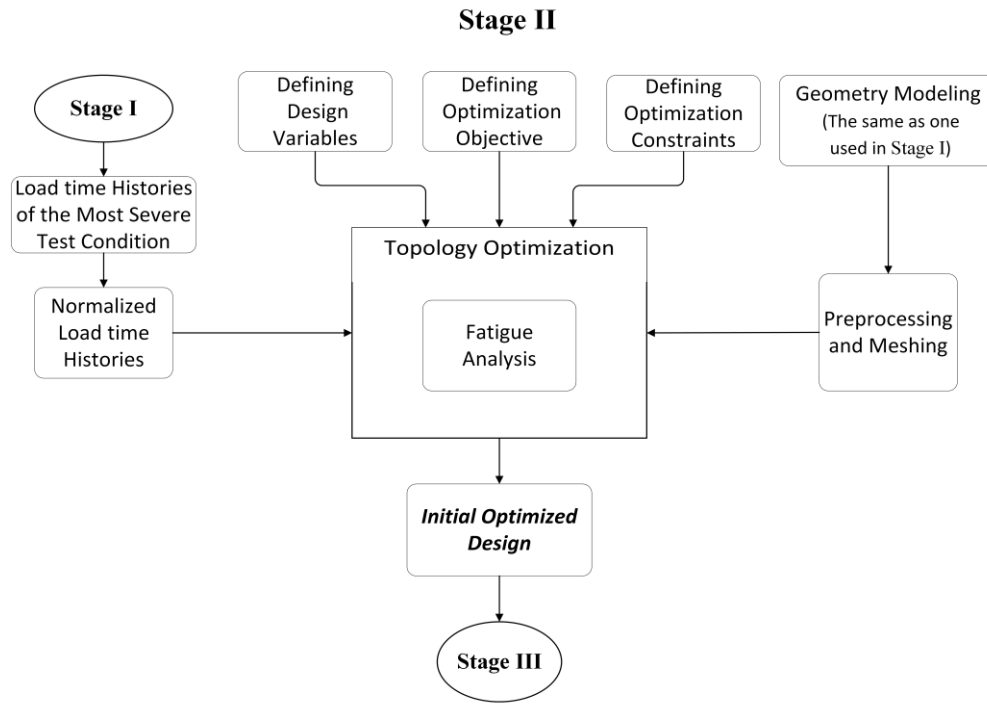 Stage II
Stage I
Load time Histories
of the Most Severe
Test Condition
Normalized
Load time
Histories
Defining
Design
Variables
Defining
Optimization
Objective
Defining
Optimization
Constraints
Geometry Modeling
(The same as one
used in Stage I)
Preprocessing
and Meshing
Topology Optimization
Fatigue
Analysis
Initial Optimized
Design
Stage III